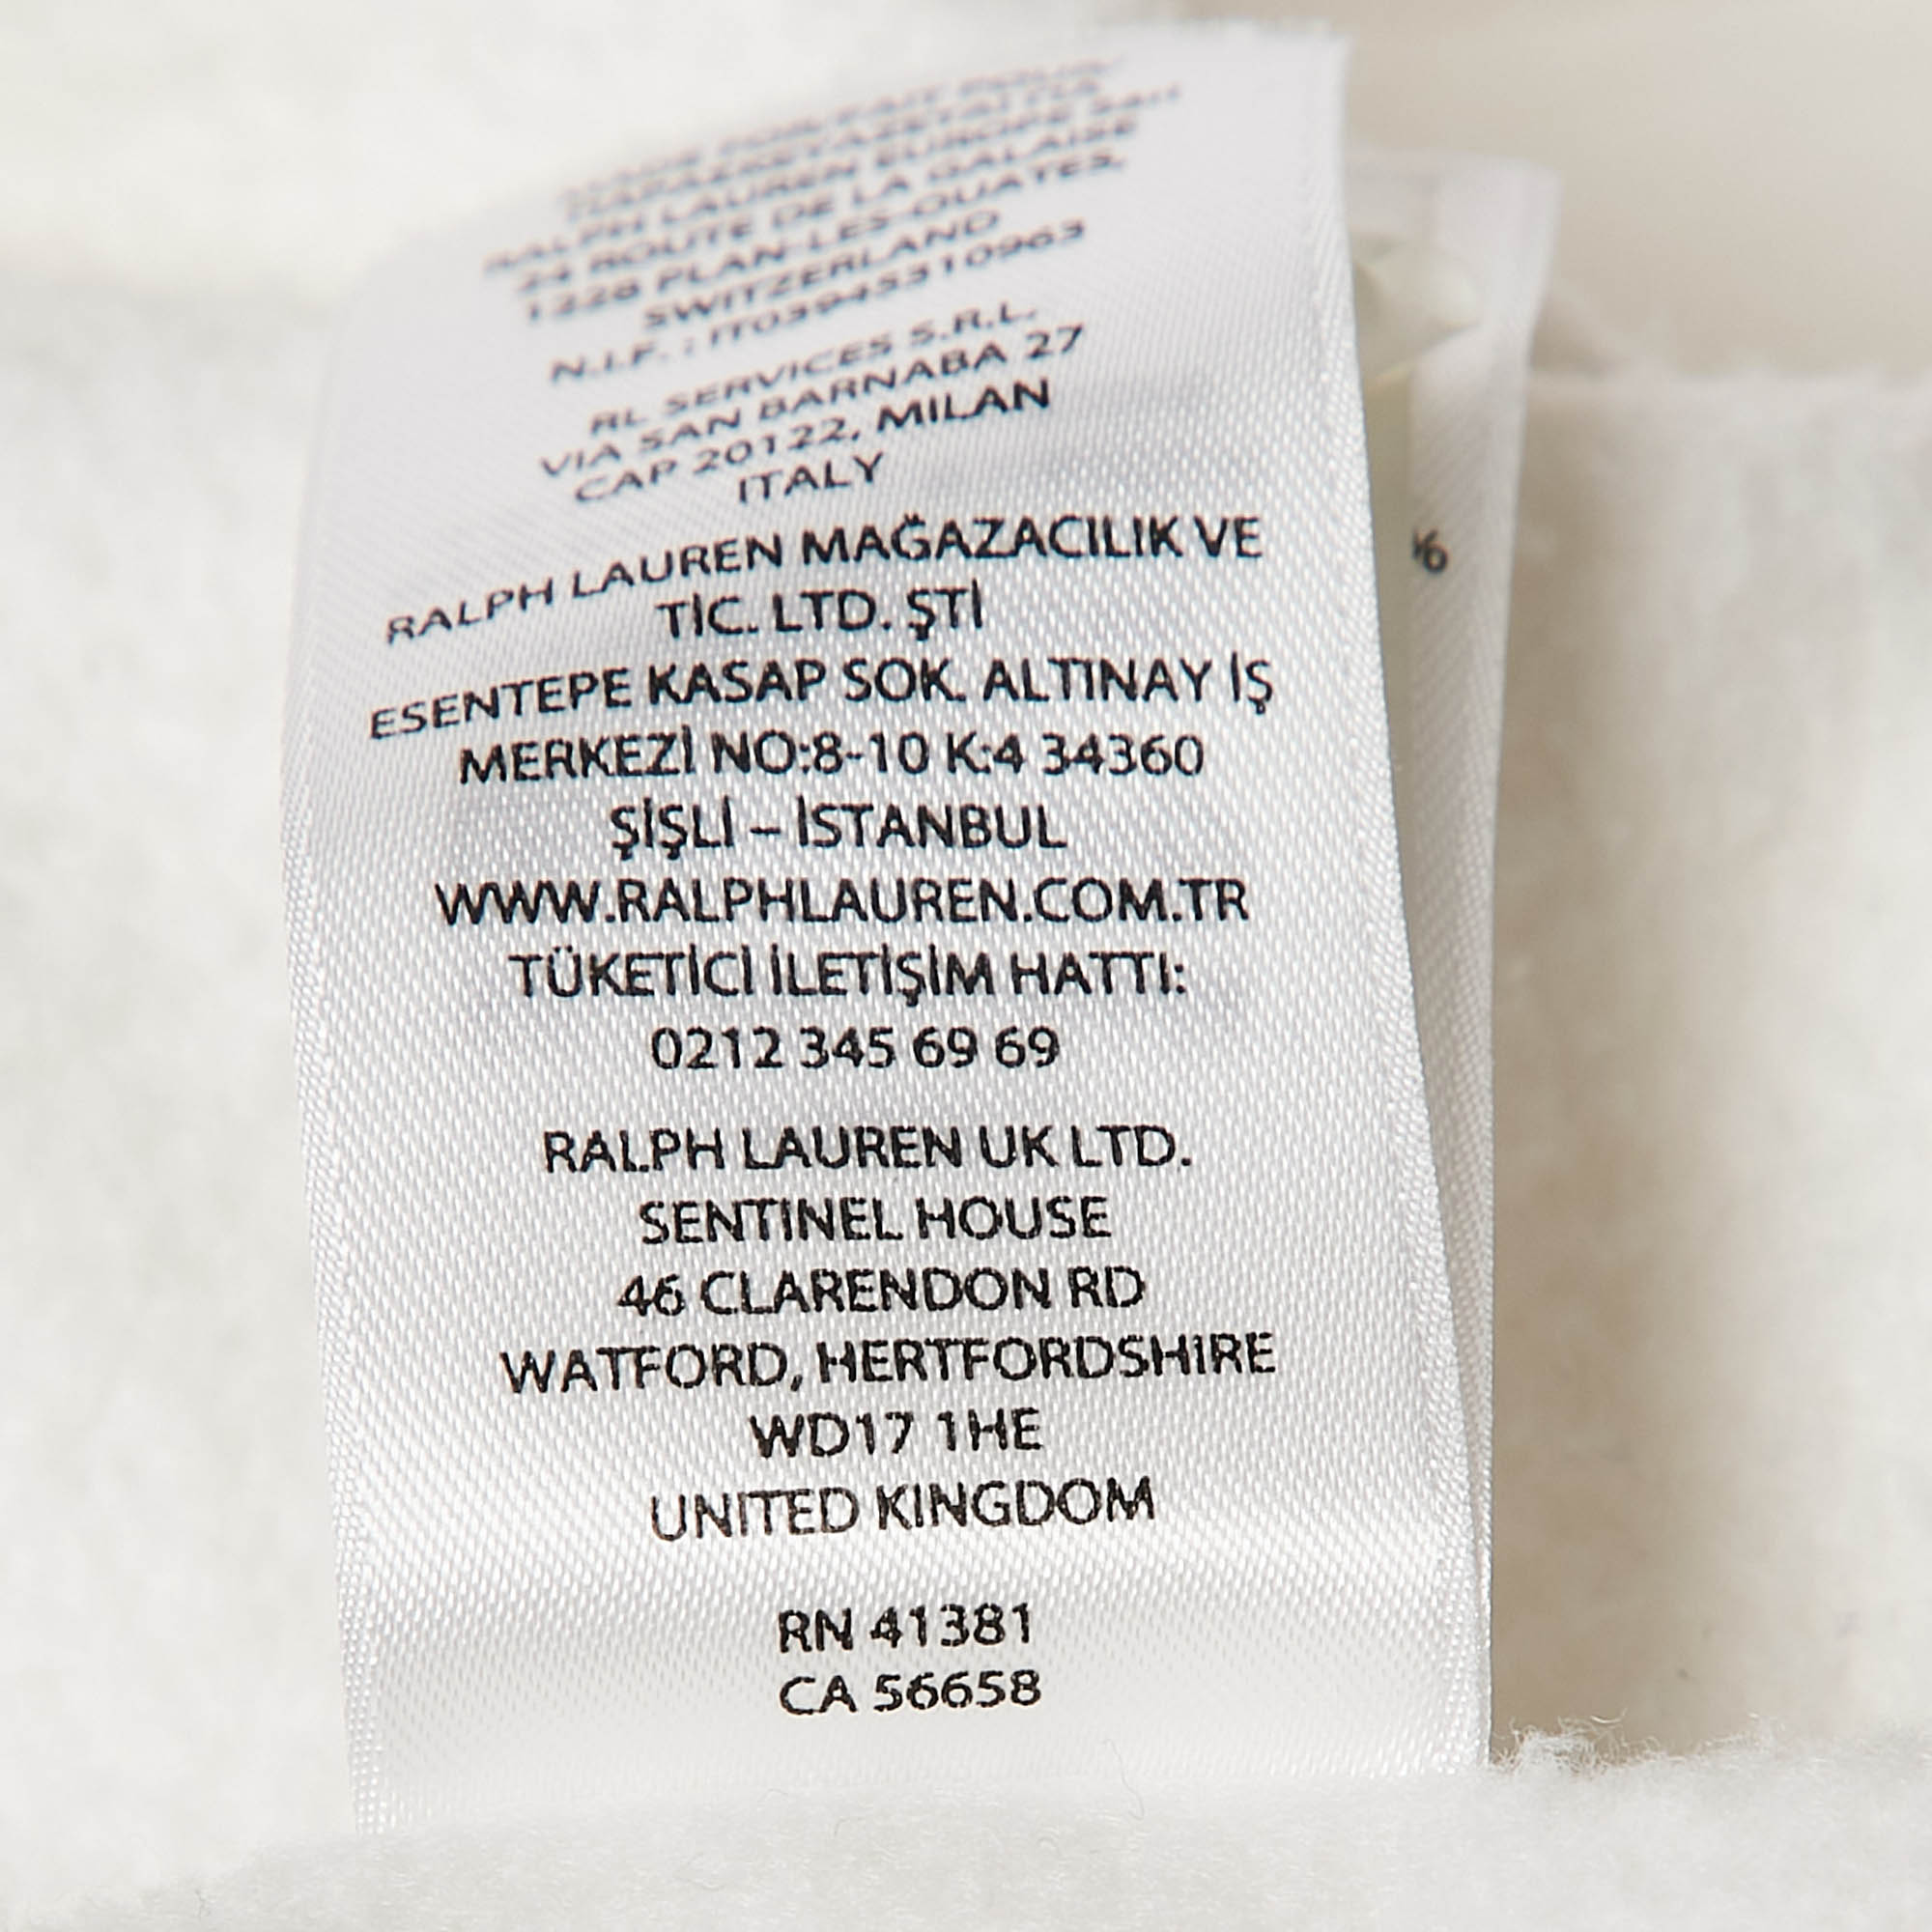 RALPH LAUREN EUROPE SARL
24 ROUTE DE LA GALAISE
1228 PLAN-LES-OUATES,
SWITZERLAND
N.I.F. : IT03945310963
RL SERVICES S.R.L.
VIA SAN BARNABA 27
CAP 20122, MILAN
ITALY
RALPH LAUREN MAĞAZACILIK VE
TİC. LTD. ŞTİ
ESENTEPE KASAP SOK. ALTINAY İŞ
MERKEZİ NO:8-10 K:4 34360
ŞİŞLİ – İSTANBUL
WWW.RALPHLAUREN.COM.TR
TÜKETİCİ İLETİŞİM HATTI:
0212 345 69 69
RALPH LAUREN UK LTD.
SENTINEL HOUSE
46 CLARENDON RD
WATFORD, HERTFORDSHIRE
WD17 1HE
UNITED KINGDOM
RN 41381
CA 56658